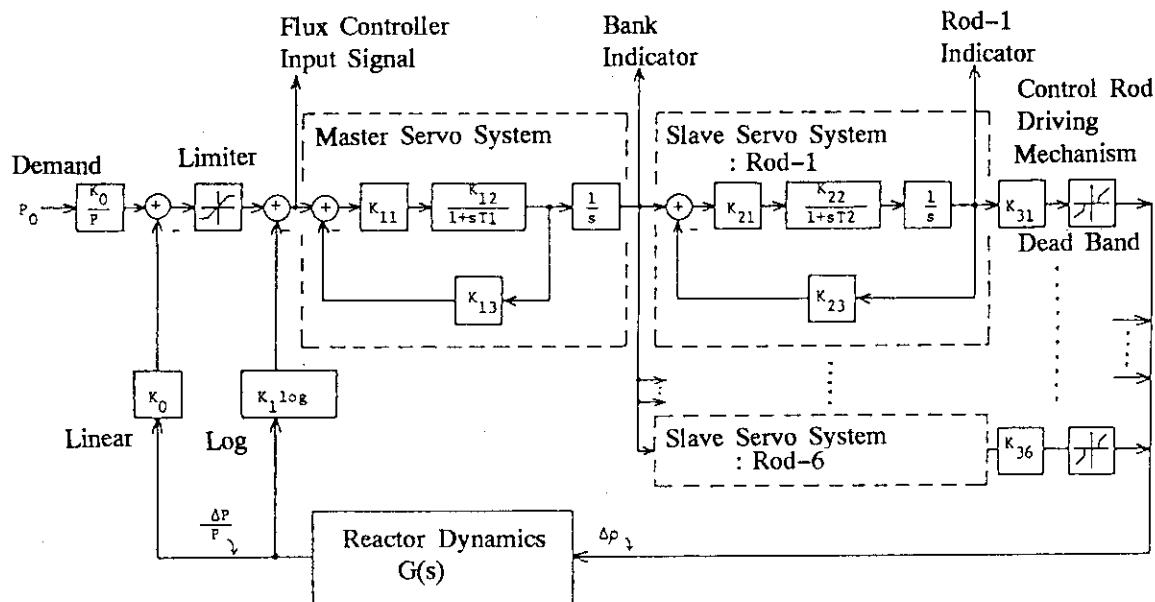 Flux Controller
Input Signal
Bank
Indicator
Rod-1
Indicator
Control Rod
Driving
Mechanism
Master Servo System
Slave Servo System
: Rod-1
Demand
Limiter
P0
K0
P
+
-
+
-
+
-
K11
K12
1+sT1
1
s
+
-
K21
K22
1+sT2
1
s
K31
Dead Band
K13
K23
K0
K1 log
Linear
Log
Slave Servo System
: Rod-6
K36
ΔP
P
Reactor Dynamics
G(s)
Δρ